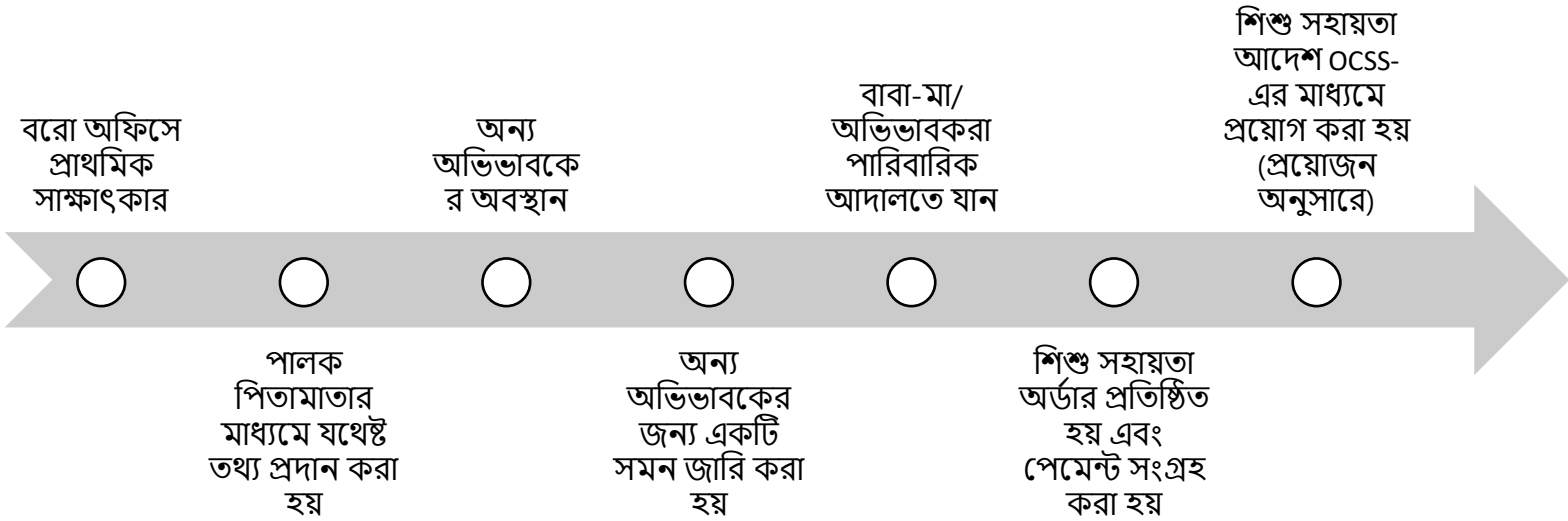 বরো অফিসে
প্রাথমিক
সাক্ষাৎকার
পালক
পিতামাতার
মাধ্যমে যথেষ্ট
তথ্য প্রদান করা
হয়
অন্য
অভিভাবকে
র অবস্থান
অন্য
অভিভাবকের
জন্য একটি
সমন জারি করা
হয়
বাবা-মা/
অভিভাবকরা
পারিবারিক
আদালতে যান
শিশু সহায়তা
অর্ডার প্রতিষ্ঠিত
হয় এবং
পেমেন্ট সংগ্রহ
করা হয়
শিশু সহায়তা
আদেশ OCSS-
এর মাধ্যমে
প্রয়োগ করা হয়
(প্রয়োজন
অনুসারে)